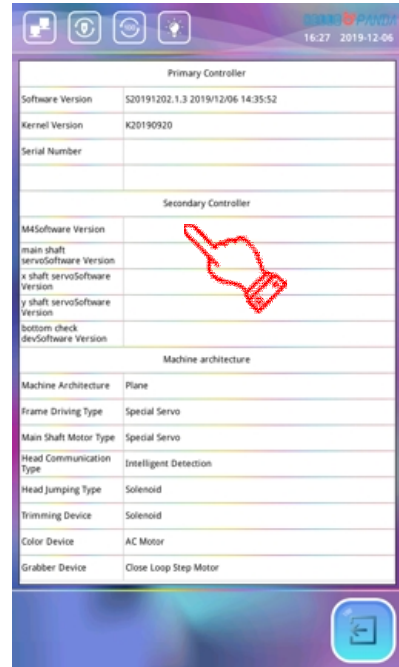 PANDA
16:27 2019-12-06
Primary Controller
Software Version S20191202.1.3 2019/12/06 14:35:52
Kernel Version K20190920
Serial Number
Secondary Controller
M4Software Version
main shaft
servoSoftware Version
x shaft servoSoftware
Version
y shaft servoSoftware
Version
bottom check
devSoftware Version
Machine architecture
Machine Architecture Plane
Frame Driving Type Special Servo
Main Shaft Motor Type Special Servo
Head Communication
Type Intelligent Detection
Head Jumping Type Solenoid
Trimming Device Solenoid
Color Device AC Motor
Grabber Device Close Loop Step Motor